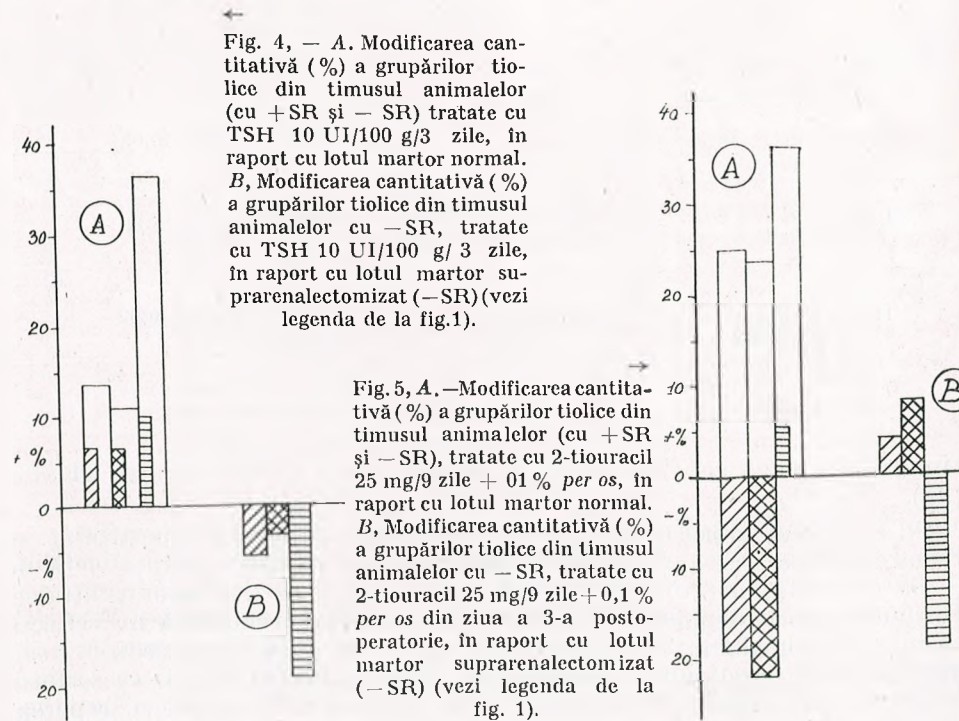 Fig. 4, — A. Modificarea can-
titativă (%) a grupărilor tio-
lice din timusul animalelor
(cu +SR și — SR) tratate cu
TSH 10 UI/100 g/3 zile, în
raport cu lotul martor normal.
B, Modificarea cantitativă (%)
a grupărilor tiolice din timusul
animalelor cu —SR, tratate
cu TSH 10 UI/100 g/ 3 zile,
în raport cu lotul martor su-
prarenalectomizat (—SR) (vezi
legenda de la fig.1).
40
30
20
10
+ %
0
-%
10
20
A
B
Fig. 5, A. —Modificarea cantita-
tivă (%) a grupărilor tiolice din
timusul animalelor (cu +SR
și —SR), tratate cu 2-tiouracil
25 mg/9 zile + 01% per os, în
raport cu lotul martor normal.
B, Modificarea cantitativă (%)
a grupărilor tiolice din timusul
animalelor cu — SR, tratate cu
2-tiouracil 25 mg/9 zile+0,1%
per os din ziua a 3-a posto-
peratorie, în raport cu lotul
martor suprarenalectomizat
(—SR) (vezi legenda de la
fig. 1).
40
30
20
10
+%
0
-%
10
20
A
B